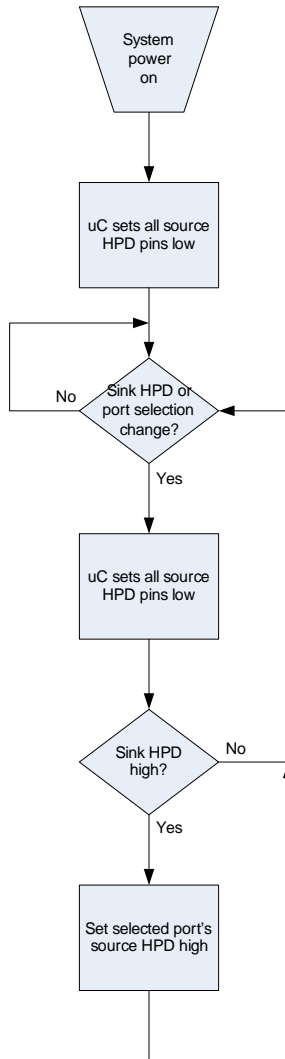 System
power
on
uC sets all source
HPD pins low
Sink HPD or
port selection
change?
No
Yes
uC sets all source
HPD pins low
Sink HPD
high?
No
Yes
Set selected port's
source HPD high